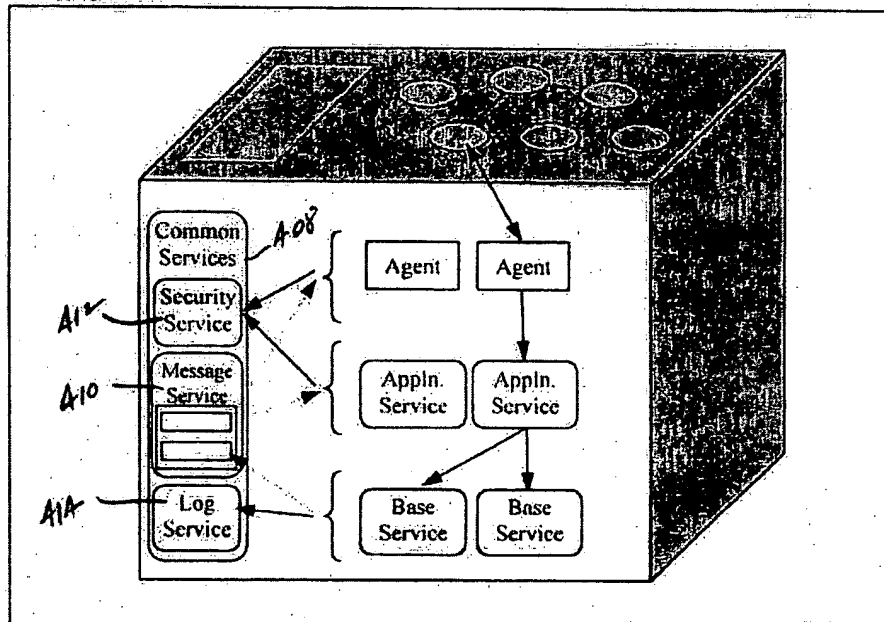 Common
Services
A08
Security
Service
A12
Message
Service
A10
Log
Service
A1A
Agent
Agent
Appln.
Service
Appln.
Service
Base
Service
Base
Service